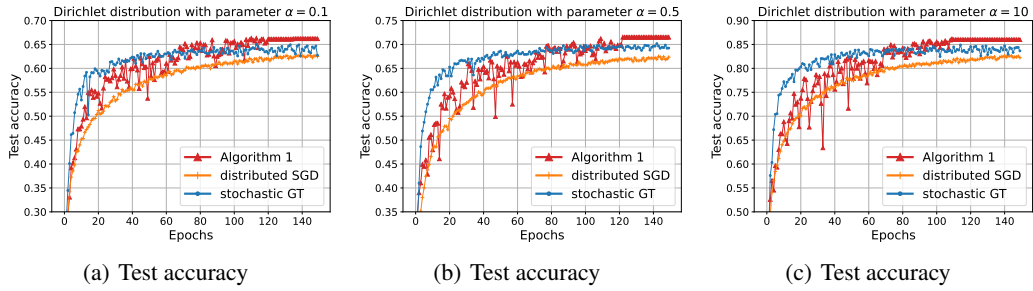 Dirichlet distribution with parameter α = 0.1
Test accuracy
0.65
0.60
0.55
0.50
0.45
0.40
0.35
0.30
0 20 40 60 80 100 120 140
Epochs
Algorithm 1
distributed SGD
stochastic GT
(a) Test accuracy
Dirichlet distribution with parameter α = 0.5
Test accuracy
0.75
0.70
0.65
0.60
0.55
0.50
0.45
0.40
0.35
0 20 40 60 80 100 120 140
Epochs
Algorithm 1
distributed SGD
stochastic GT
(b) Test accuracy
Dirichlet distribution with parameter α = 10
Test accuracy
0.90
0.85
0.80
0.75
0.70
0.65
0.60
0.55
0.50
0 20 40 60 80 100 120 140
Epochs
Algorithm 1
distributed SGD
stochastic GT
(c) Test accuracy